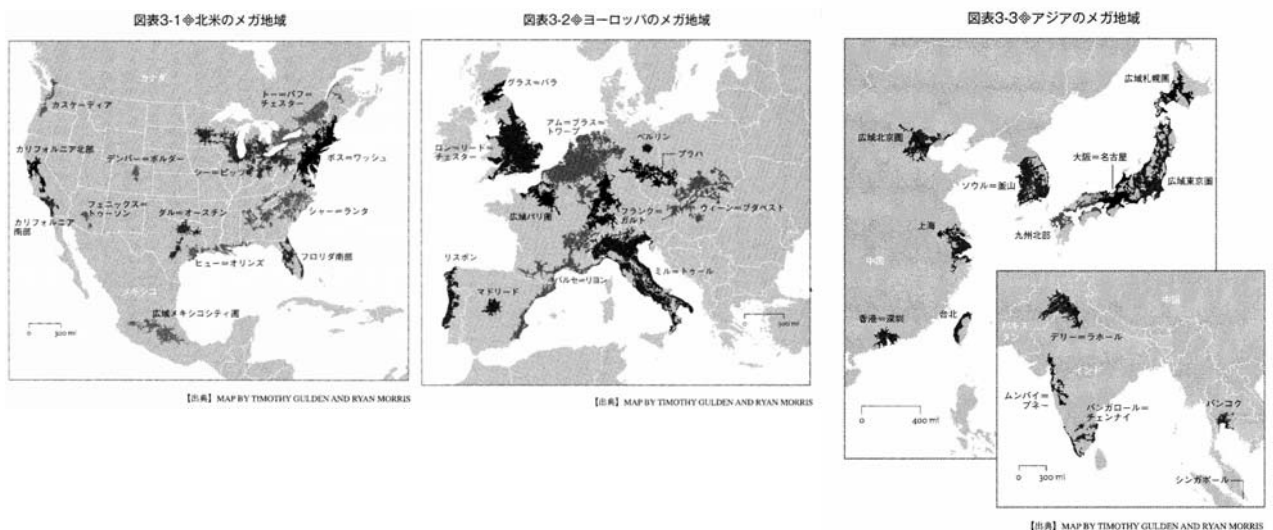 図表3-1◆北米のメガ地域
カナダ
カスケーディア
トー=バフ=
チェスター
カリフォルニア北部
デンバー=ボルダー
シー=ピッツ
ボス=ワッシュ
フェニックス=
トゥーソン
ダル=オースチン
シャー=ランタ
カリフォルニア
南部
ヒュー=オリンズ
フロリダ南部
メキシコ
広域メキシコシティ圏
0 300 mi
【出典】MAP BY TIMOTHY GULDEN AND RYAN MORRIS
図表3-2◆ヨーロッパのメガ地域
グラス=バラ
アム=ブラス=
トワープ
ベルリン
ロン=リード=
チェスター
プラハ
広域パリ圏
フランク=
ガルト
ウィーン=ブダペスト
リスボン
マドリード
バルセ=リヨン
ミル=トゥール
0 300 mi
【出典】MAP BY TIMOTHY GULDEN AND RYAN MORRIS
図表3-3◆アジアのメガ地域
広域札幌圏
広域北京圏
大阪=名古屋
ソウル=釜山
広域東京圏
上海
九州北部
中国
香港=深圳
台北
0 400 mi
中国
パキス
タン
デリー=ラホール
インド
ムンバイ=
プネー
バンガロール=
チェンナイ
バンコク
0 300 mi
シンガポール
【出典】MAP BY TIMOTHY GULDEN AND RYAN MORRIS